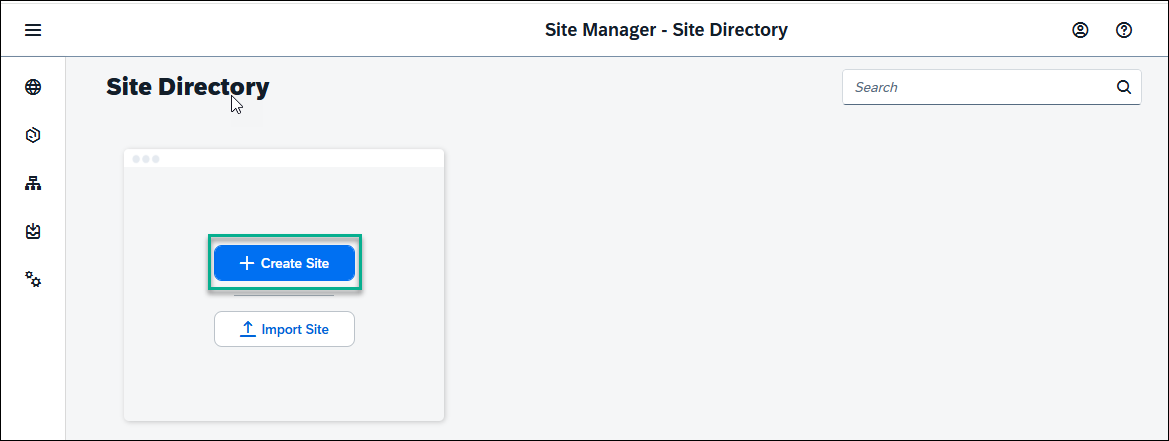 Site Manager - Site Directory
Site Directory
Search
Create Site
Import Site